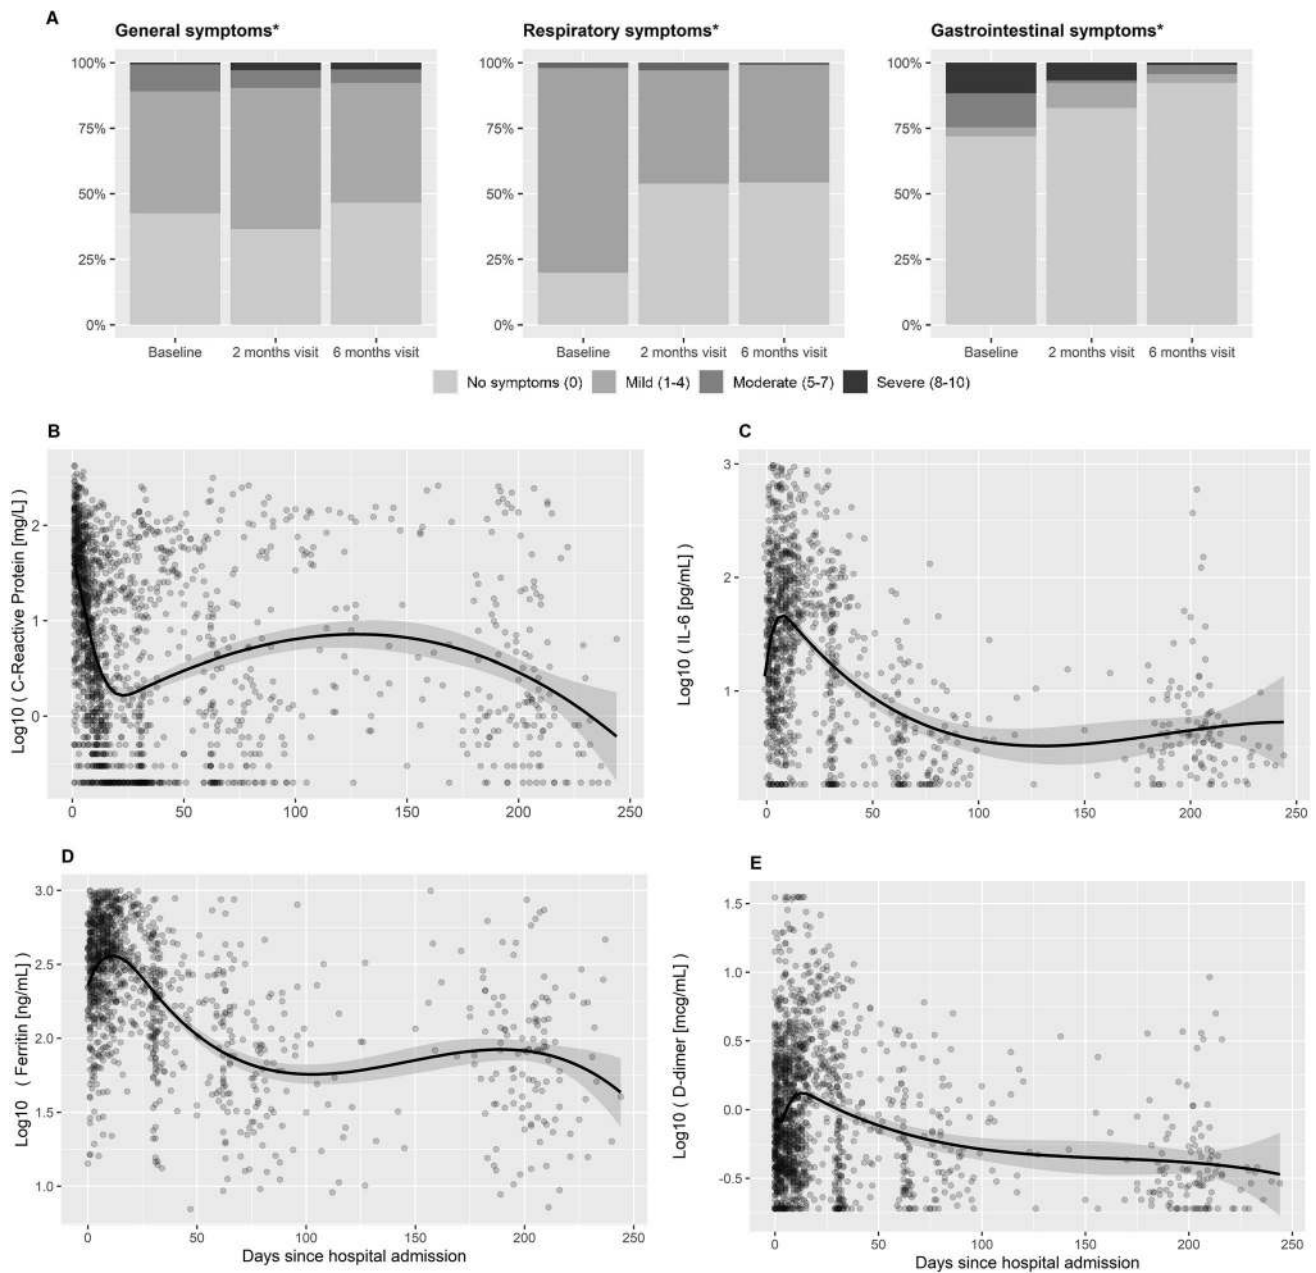 A
General symptoms*
Respiratory symptoms*
Gastrointestinal symptoms*
100%
75%
50%
25%
0%
Baseline
2 months visit
6 months visit
100%
75%
50%
25%
0%
Baseline
2 months visit
6 months visit
100%
75%
50%
25%
0%
Baseline
2 months visit
6 months visit
No symptoms (0)
Mild (1-4)
Moderate (5-7)
Severe (8-10)
B
Log10 ( C-Reactive Protein [mg/L] )
2
1
0
0
50
100
150
200
250
C
Log10 ( IL-6 [pg/mL] )
3
2
1
0
50
100
150
200
250
D
Log10 ( Ferritin [ng/mL] )
3.0
2.5
2.0
1.5
1.0
0
50
100
150
200
250
Days since hospital admission
E
Log10 ( D-dimer [mcg/mL] )
1.5
1.0
0.5
0.0
-0.5
0
50
100
150
200
250
Days since hospital admission